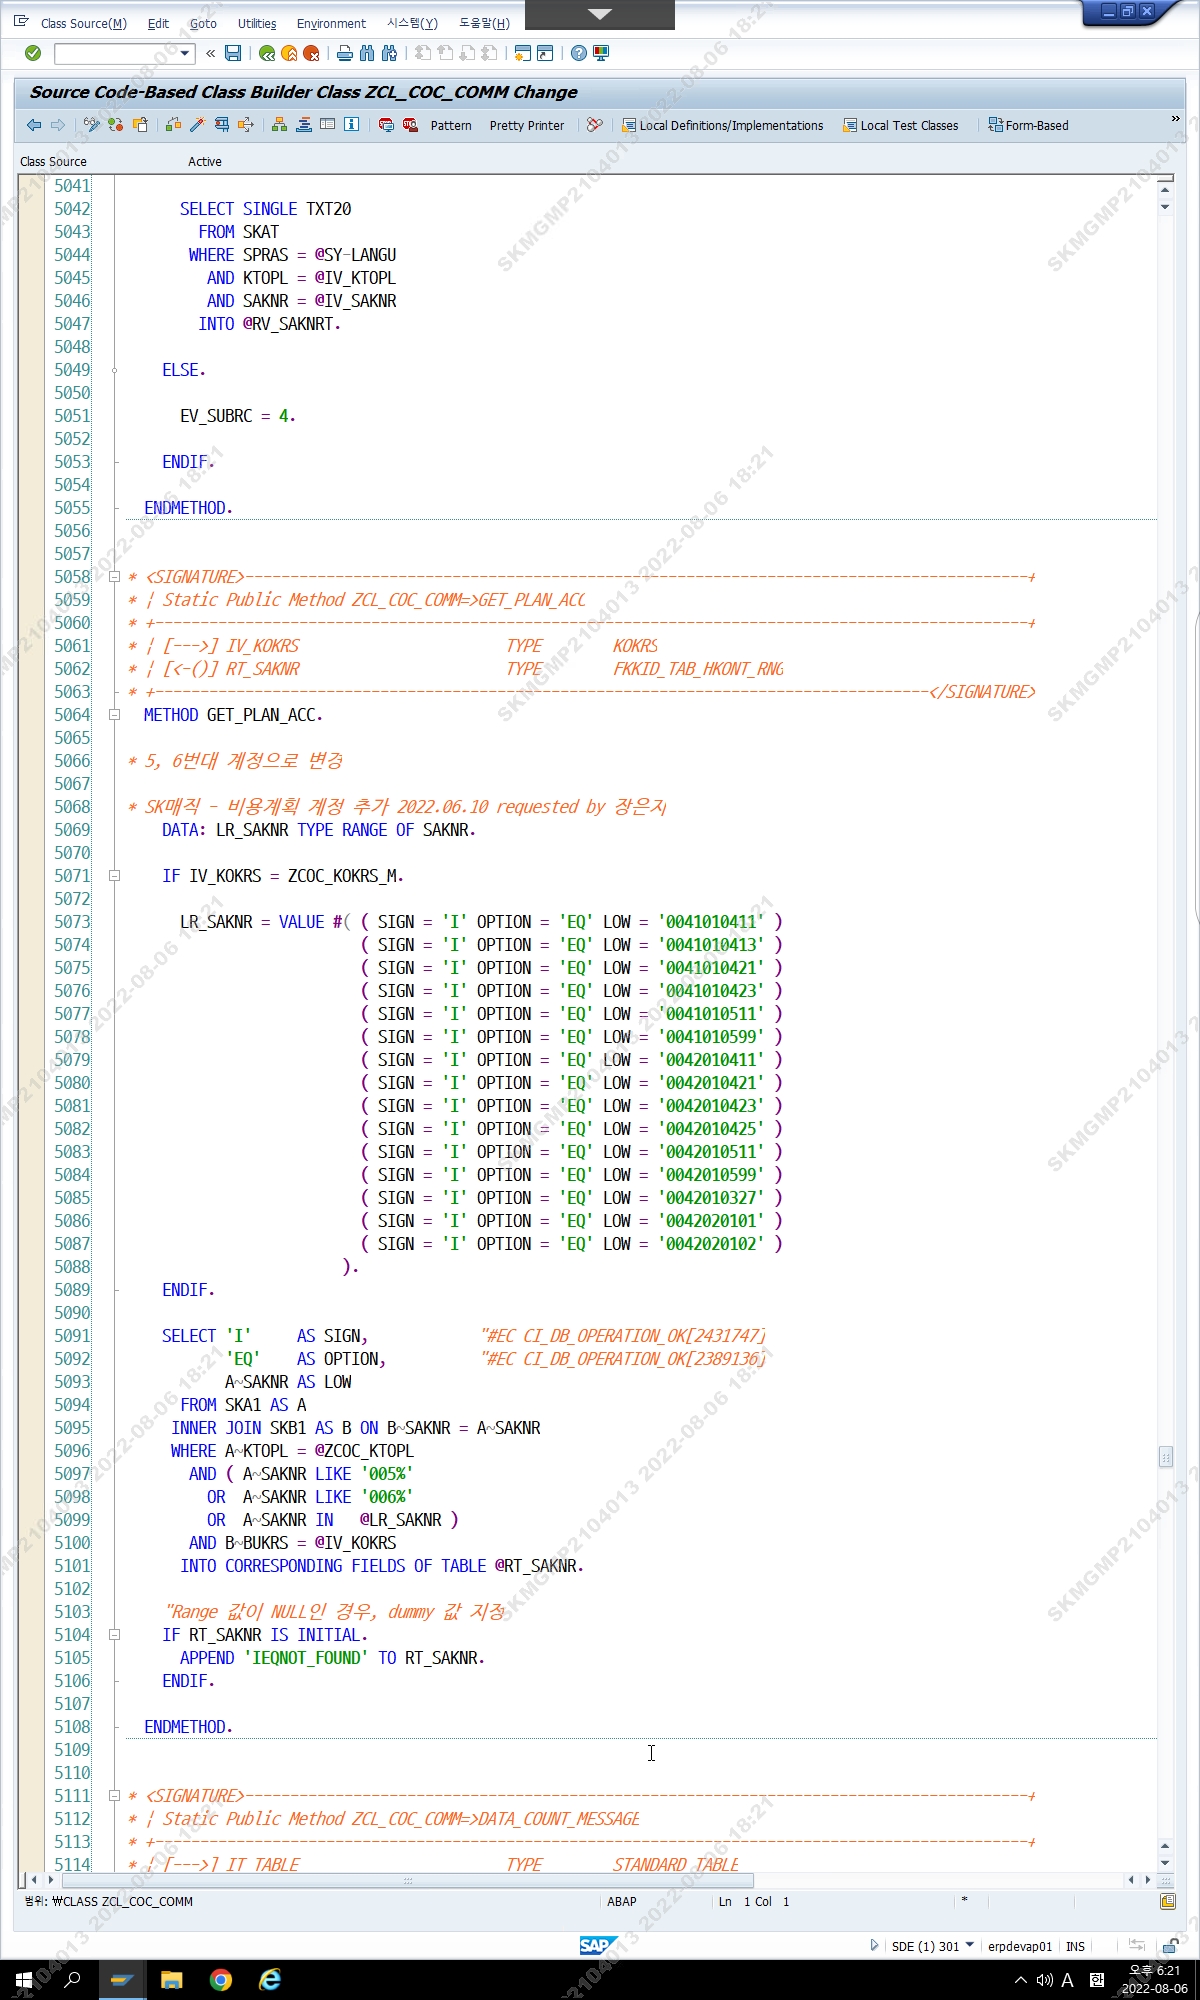 Class Source(M) Edit Goto Utilities Environment 시스템(Y) 도움말(H)
Source Code-Based Class Builder Class ZCL_COC_COMM Change
Pattern Pretty Printer Local Definitions/Implementations Local Test Classes Form-Based
Class Source Active
5041
5042 SELECT SINGLE TXT20
5043 FROM SKAT
5044 WHERE SPRAS = @SY-LANGU
5045 AND KTOPL = @IV_KTOPL
5046 AND SAKNR = @IV_SAKNR
5047 INTO @RV_SAKNRT.
5048
5049 ELSE.
5050
5051 EV_SUBRC = 4.
5052
5053 ENDIF.
5054
5055 ENDMETHOD.
5056
5057
5058 * <SIGNATURE>---------------------------------------------------------------------------------------+
5059 * | Static Public Method ZCL_COC_COMM=>GET_PLAN_ACC
5060 * +-------------------------------------------------------------------------------------------------+
5061 * | [--->] IV_KOKRS TYPE KOKRS
5062 * | [<-()] RT_SAKNR TYPE FKKID_TAB_HKONT_RNG
5063 * +--------------------------------------------------------------------------------------</SIGNATURE>
5064 METHOD GET_PLAN_ACC.
5065
5066 * 5, 6번대 계정으로 변경
5067
5068 * SK매직 - 비용계획 계정 추가 2022.06.10 requested by 장은지
5069 DATA: LR_SAKNR TYPE RANGE OF SAKNR.
5070
5071 IF IV_KOKRS = ZCOC_KOKRS_M.
5072
5073 LR_SAKNR = VALUE #( ( SIGN = 'I' OPTION = 'EQ' LOW = '0041010411' )
5074 ( SIGN = 'I' OPTION = 'EQ' LOW = '0041010413' )
5075 ( SIGN = 'I' OPTION = 'EQ' LOW = '0041010421' )
5076 ( SIGN = 'I' OPTION = 'EQ' LOW = '0041010423' )
5077 ( SIGN = 'I' OPTION = 'EQ' LOW = '0041010511' )
5078 ( SIGN = 'I' OPTION = 'EQ' LOW = '0041010599' )
5079 ( SIGN = 'I' OPTION = 'EQ' LOW = '0042010411' )
5080 ( SIGN = 'I' OPTION = 'EQ' LOW = '0042010421' )
5081 ( SIGN = 'I' OPTION = 'EQ' LOW = '0042010423' )
5082 ( SIGN = 'I' OPTION = 'EQ' LOW = '0042010425' )
5083 ( SIGN = 'I' OPTION = 'EQ' LOW = '0042010511' )
5084 ( SIGN = 'I' OPTION = 'EQ' LOW = '0042010599' )
5085 ( SIGN = 'I' OPTION = 'EQ' LOW = '0042010327' )
5086 ( SIGN = 'I' OPTION = 'EQ' LOW = '0042020101' )
5087 ( SIGN = 'I' OPTION = 'EQ' LOW = '0042020102' )
5088 ).
5089 ENDIF.
5090
5091 SELECT 'I' AS SIGN, "#EC CI_DB_OPERATION_OK[2431747]
5092 'EQ' AS OPTION, "#EC CI_DB_OPERATION_OK[2389136]
5093 A~SAKNR AS LOW
5094 FROM SKA1 AS A
5095 INNER JOIN SKB1 AS B ON B~SAKNR = A~SAKNR
5096 WHERE A~KTOPL = @ZCOC_KTOPL
5097 AND ( A~SAKNR LIKE '005%'
5098 OR A~SAKNR LIKE '006%'
5099 OR A~SAKNR IN @LR_SAKNR )
5100 AND B~BUKRS = @IV_KOKRS
5101 INTO CORRESPONDING FIELDS OF TABLE @RT_SAKNR.
5102
5103 "Range 값이 NULL인 경우, dummy 값 지정
5104 IF RT_SAKNR IS INITIAL.
5105 APPEND 'IEQNOT_FOUND' TO RT_SAKNR.
5106 ENDIF.
5107
5108 ENDMETHOD.
5109
5110
5111 * <SIGNATURE>---------------------------------------------------------------------------------------+
5112 * | Static Public Method ZCL_COC_COMM=>DATA_COUNT_MESSAGE
5113 * +-------------------------------------------------------------------------------------------------+
5114 * | [--->] IT_TABLE TYPE STANDARD TABLE
범위: ₩CLASS ZCL_COC_COMM ABAP Ln 1 Col 1 *
SAP SDE (1) 301 erpdevap01 INS
A 한 오후 6:21
2022-08-06
SKMGMP2104013 2022-08-06 18:21